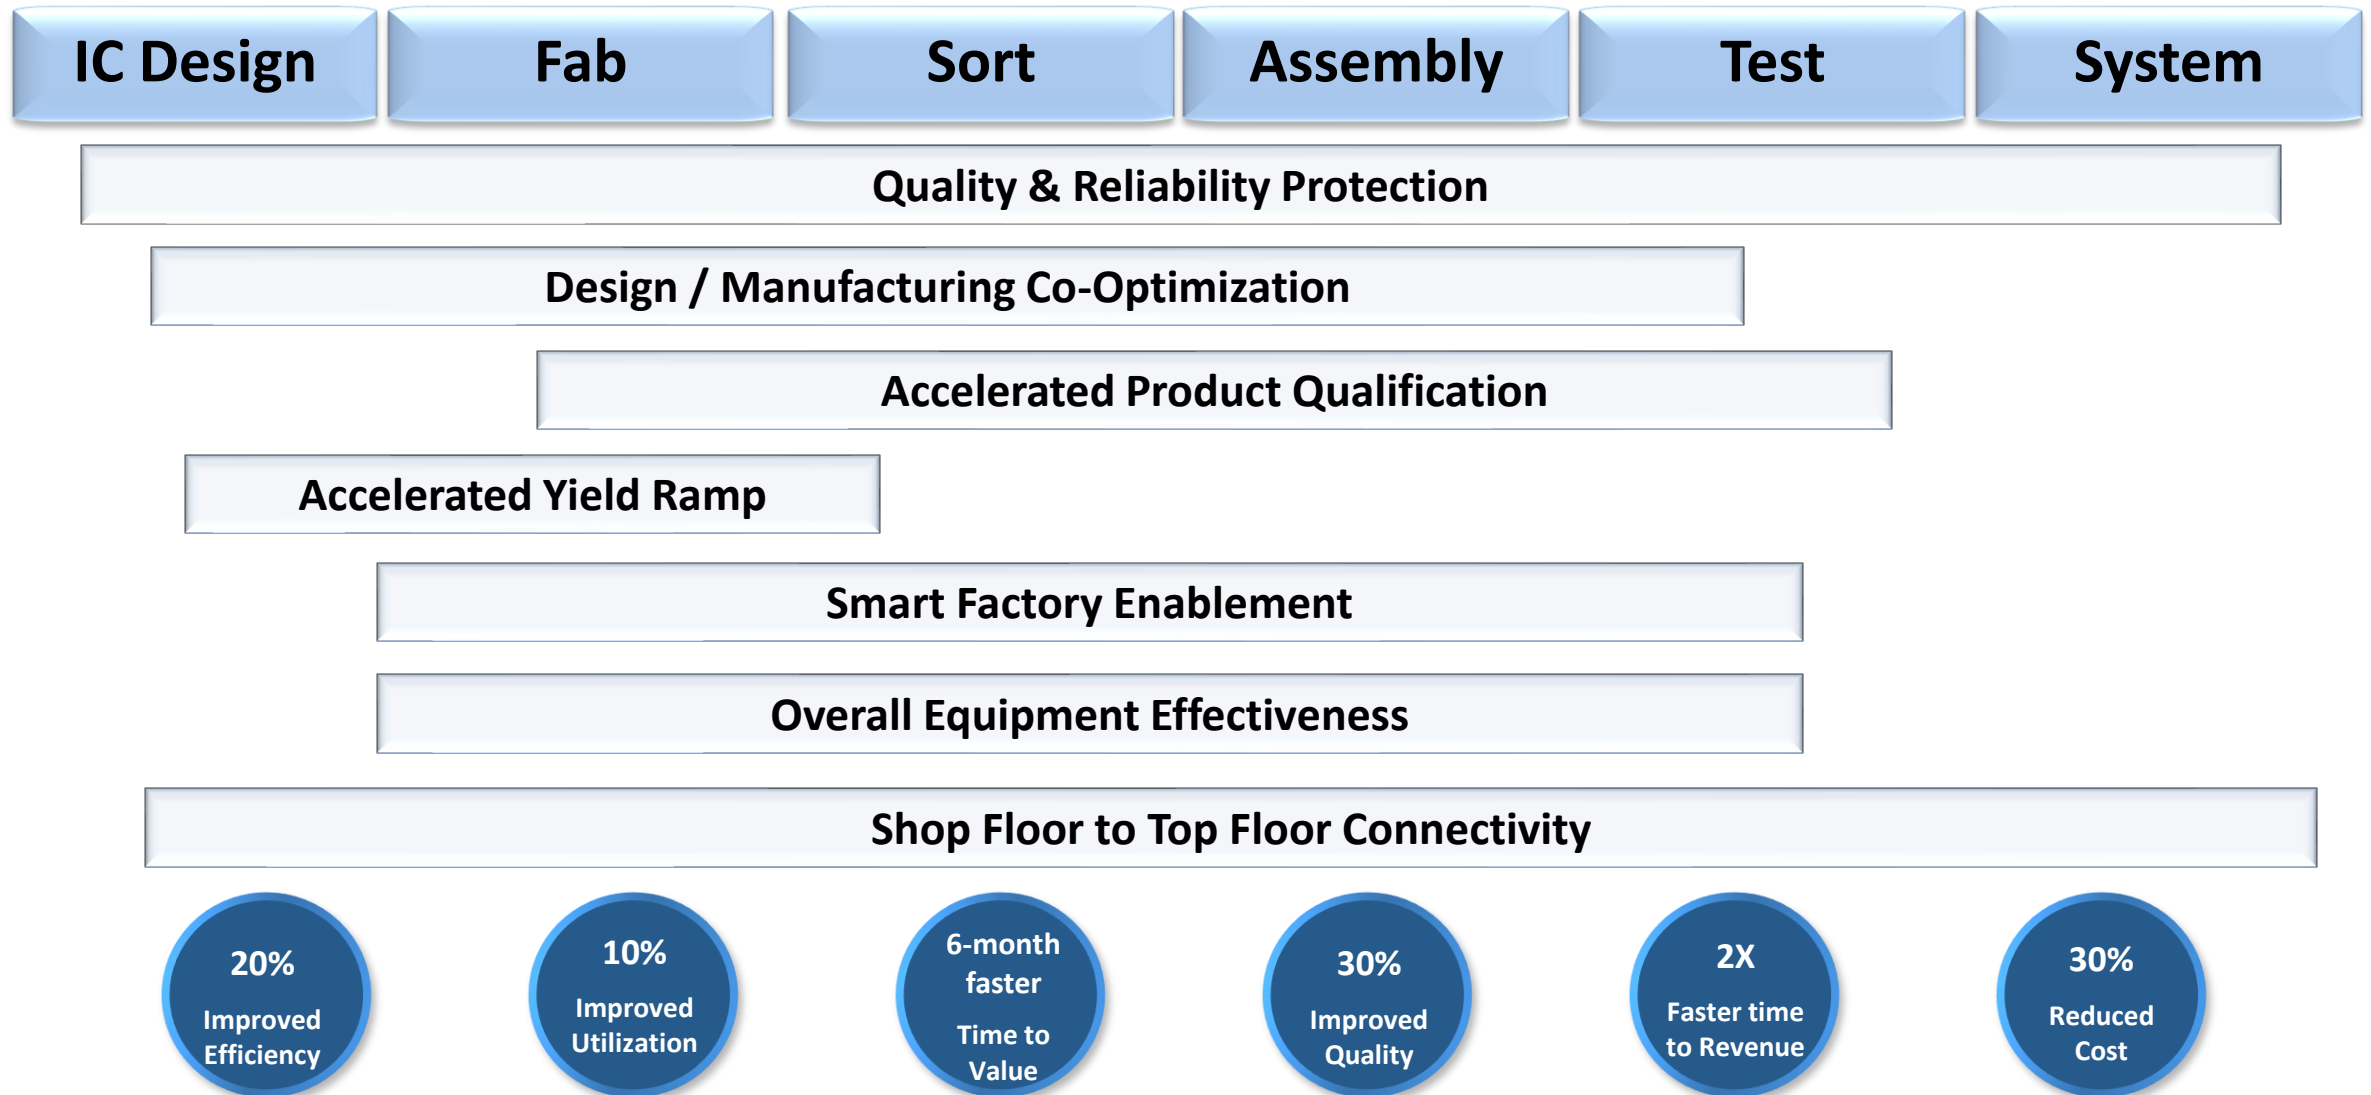 IC Design
Fab
Sort
Assembly
Test
System
Quality & Reliability Protection
Design / Manufacturing Co-Optimization
Accelerated Product Qualification
Accelerated Yield Ramp
Smart Factory Enablement
Overall Equipment Effectiveness
Shop Floor to Top Floor Connectivity
20%
Improved
Efficiency
10%
Improved
Utilization
6-month
faster
Time to
Value
30%
Improved
Quality
2X
Faster time
to Revenue
30%
Reduced
Cost